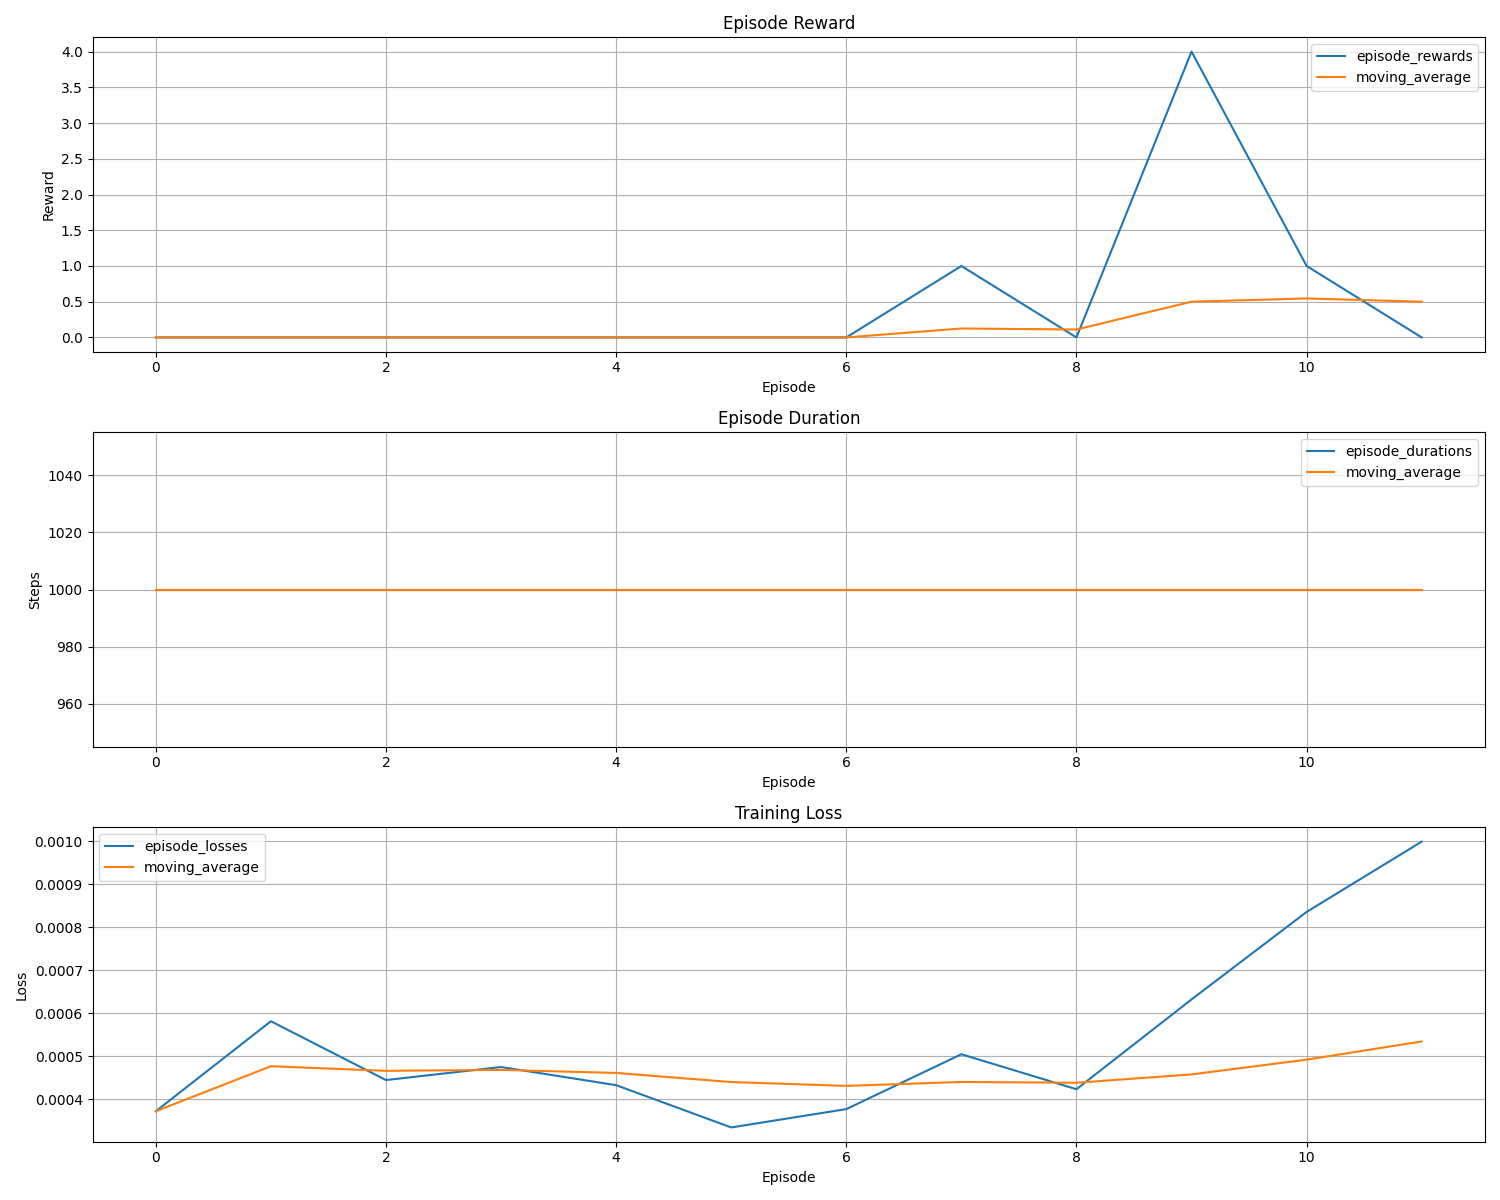 Episode Reward
4.0
3.5
3.0
2.5
2.0
1.5
1.0
0.5
0.0
Reward
episode_rewards
moving_average
0 2 4 6 8 10
Episode
Episode Duration
1040
1020
1000
980
960
Steps
episode_durations
moving_average
0 2 4 6 8 10
Episode
Training Loss
0.0010
0.0009
0.0008
0.0007
0.0006
0.0005
0.0004
Loss
episode_losses
moving_average
0 2 4 6 8 10
Episode